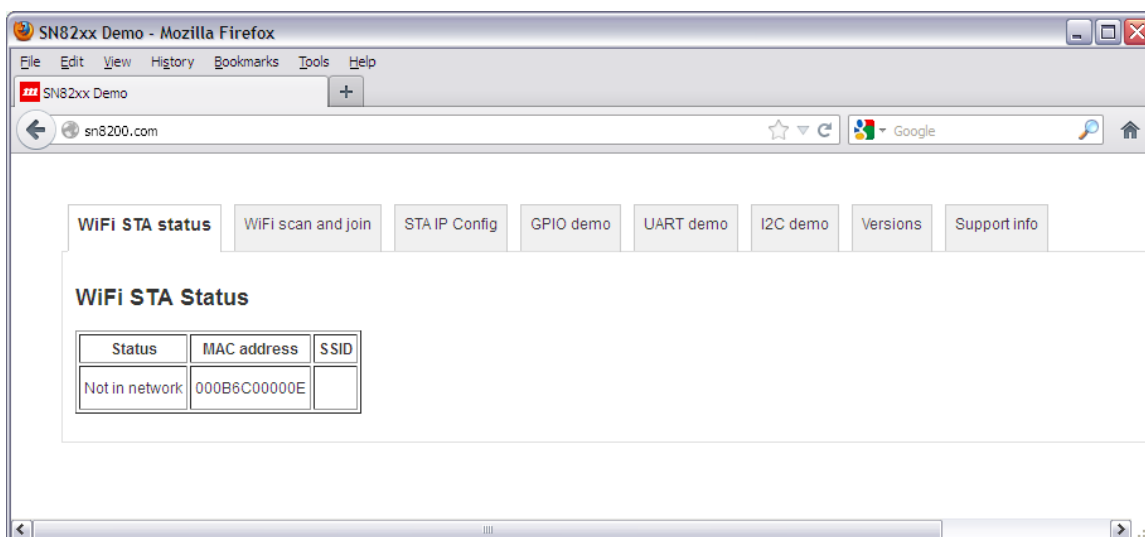 SN82xx Demo - Mozilla Firefox
File Edit View History Bookmarks Tools Help
m SN82xx Demo +
sn8200.com Google
WiFi STA status WiFi scan and join STA IP Config GPIO demo UART demo I2C demo Versions Support info
WiFi STA Status
Status MAC address SSID
Not in network 000B6C00000E